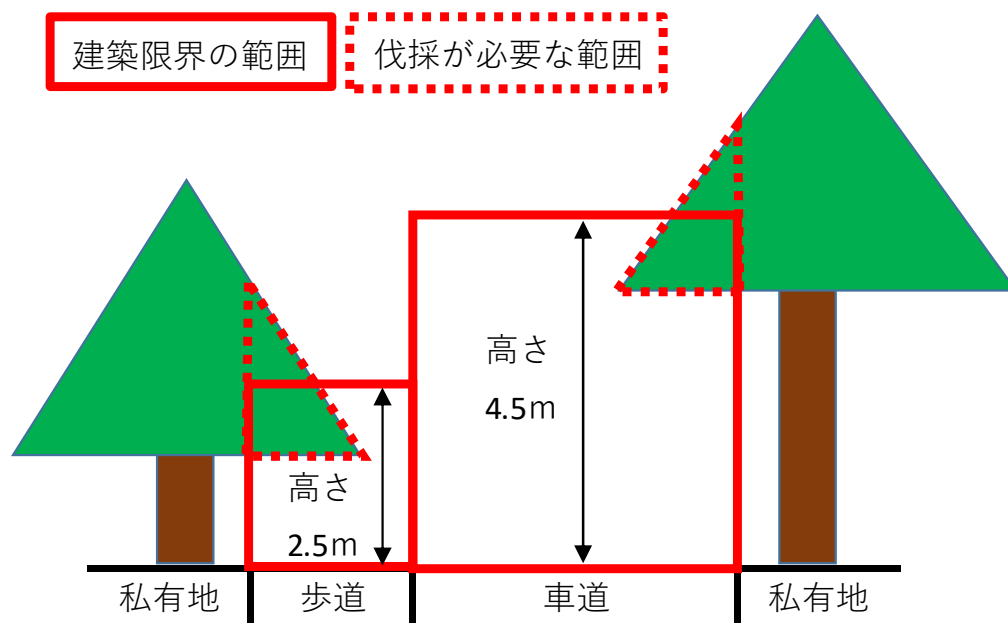 建築限界の範囲
伐採が必要な範囲
高さ
4.5m
高さ
2.5m
私有地
歩道
車道
私有地